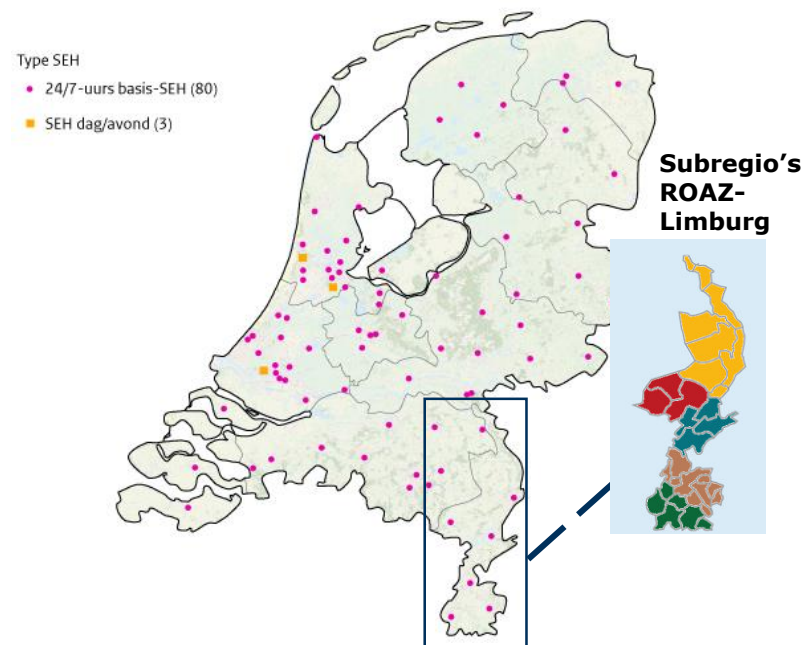 Type SEH
24/7-uurs basis-SEH (80)
SEH dag/avond (3)
Subregio's
ROAZ-
Limburg